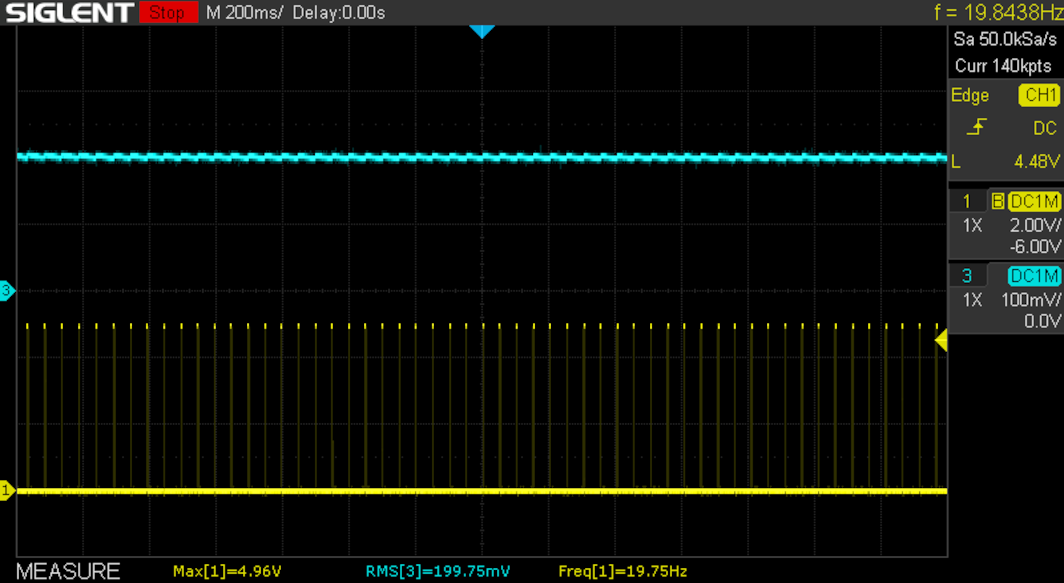 SIGLENT Stop M 200ms/ Delay:0.00s f = 19.8438Hz
Sa 50.0kSa/s
Curr 140kpts
Edge CH1
DC
L 4.48V
1 B DC1M
1X 2.00V/
-6.00V
3 DC1M
1X 100mV/
0.0V
3
1
MEASURE Max[1]=4.96V RMS[3]=199.75mV Freq[1]=19.75Hz